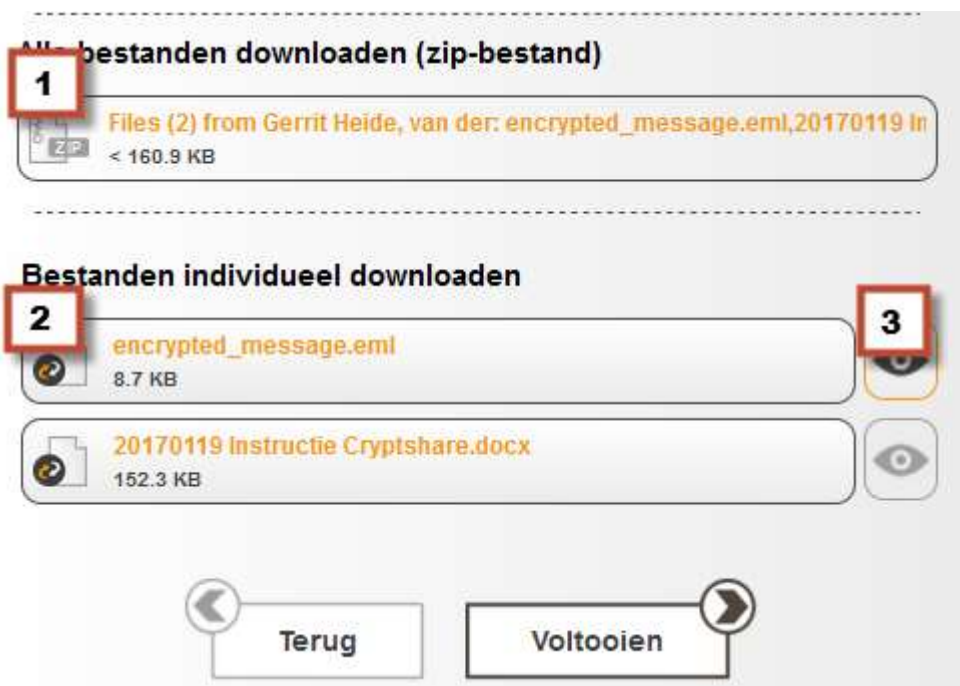 bestanden downloaden (zip-bestand)
1
Files (2) from Gerrit Heide, van der: encrypted_message.eml,20170119 In
ZIP
< 160.9 KB
Bestanden individueel downloaden
2
3
encrypted_message.eml
8.7 KB
20170119 Instructie Cryptshare.docx
152.3 KB
Terug
Voltooien